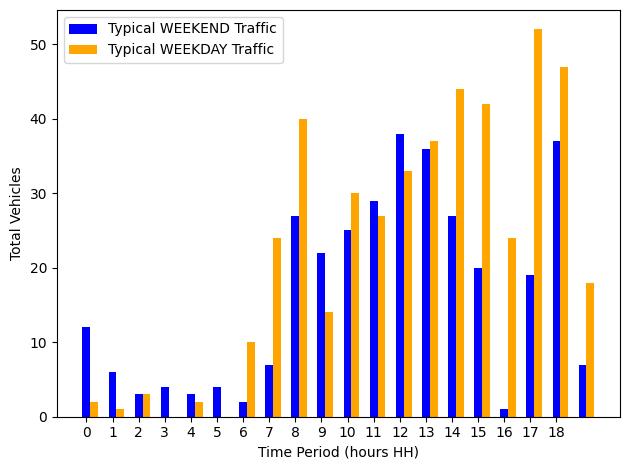 Typical WEEKEND Traffic
Typical WEEKDAY Traffic
50
40
30
20
10
0
Total Vehicles
0 1 2 3 4 5 6 7 8 9 10 11 12 13 14 15 16 17 18
Time Period (hours HH)